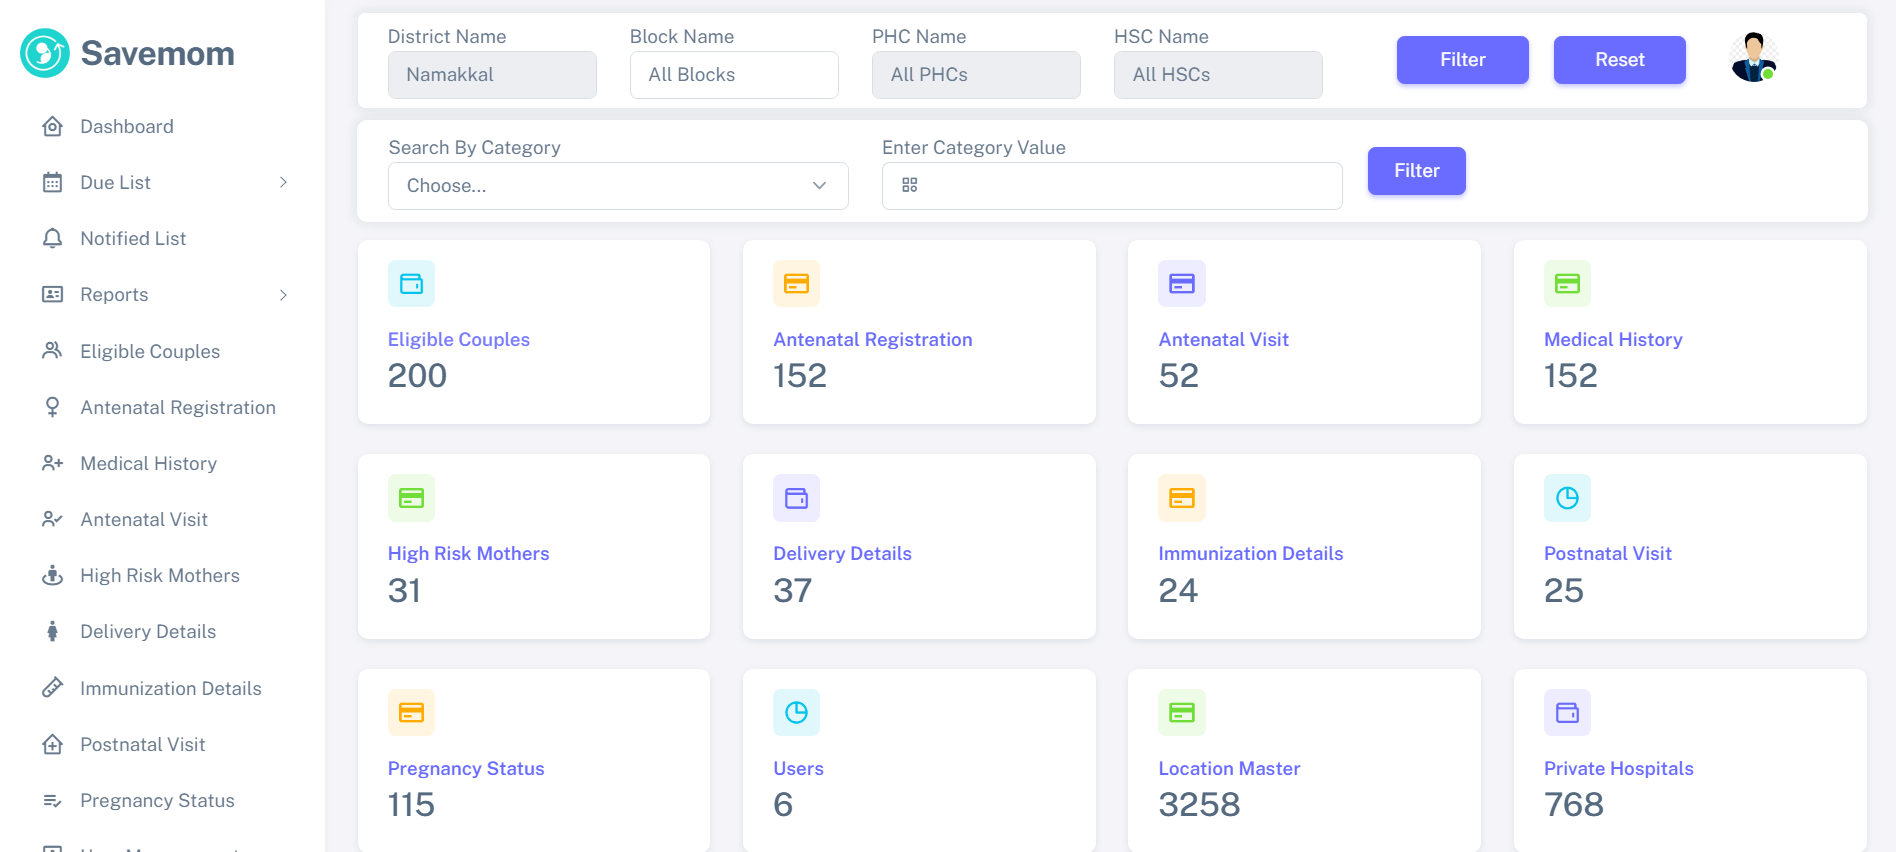 Savemom
Dashboard
Due List
Notified List
Reports
Eligible Couples
Antenatal Registration
Medical History
Antenatal Visit
High Risk Mothers
Delivery Details
Immunization Details
Postnatal Visit
Pregnancy Status
District Name
Namakkal
Block Name
All Blocks
PHC Name
All PHCs
HSC Name
All HSCs
Filter
Reset
Search By Category
Choose...
Enter Category Value
Filter
Eligible Couples
200
Antenatal Registration
152
Antenatal Visit
52
Medical History
152
High Risk Mothers
31
Delivery Details
37
Immunization Details
24
Postnatal Visit
25
Pregnancy Status
115
Users
6
Location Master
3258
Private Hospitals
768